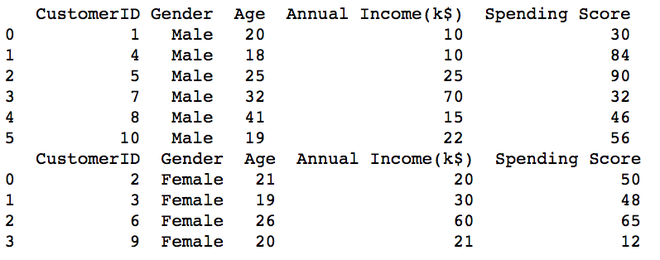 CustomerID Gender Age Annual Income(k$) Spending Score
0 1 Male 20 10 30
1 4 Male 18 10 84
2 5 Male 25 25 90
3 7 Male 32 70 32
4 8 Male 41 15 46
5 10 Male 19 22 56
CustomerID Gender Age Annual Income(k$) Spending Score
0 2 Female 21 20 50
1 3 Female 19 30 48
2 6 Female 26 60 65
3 9 Female 20 21 12